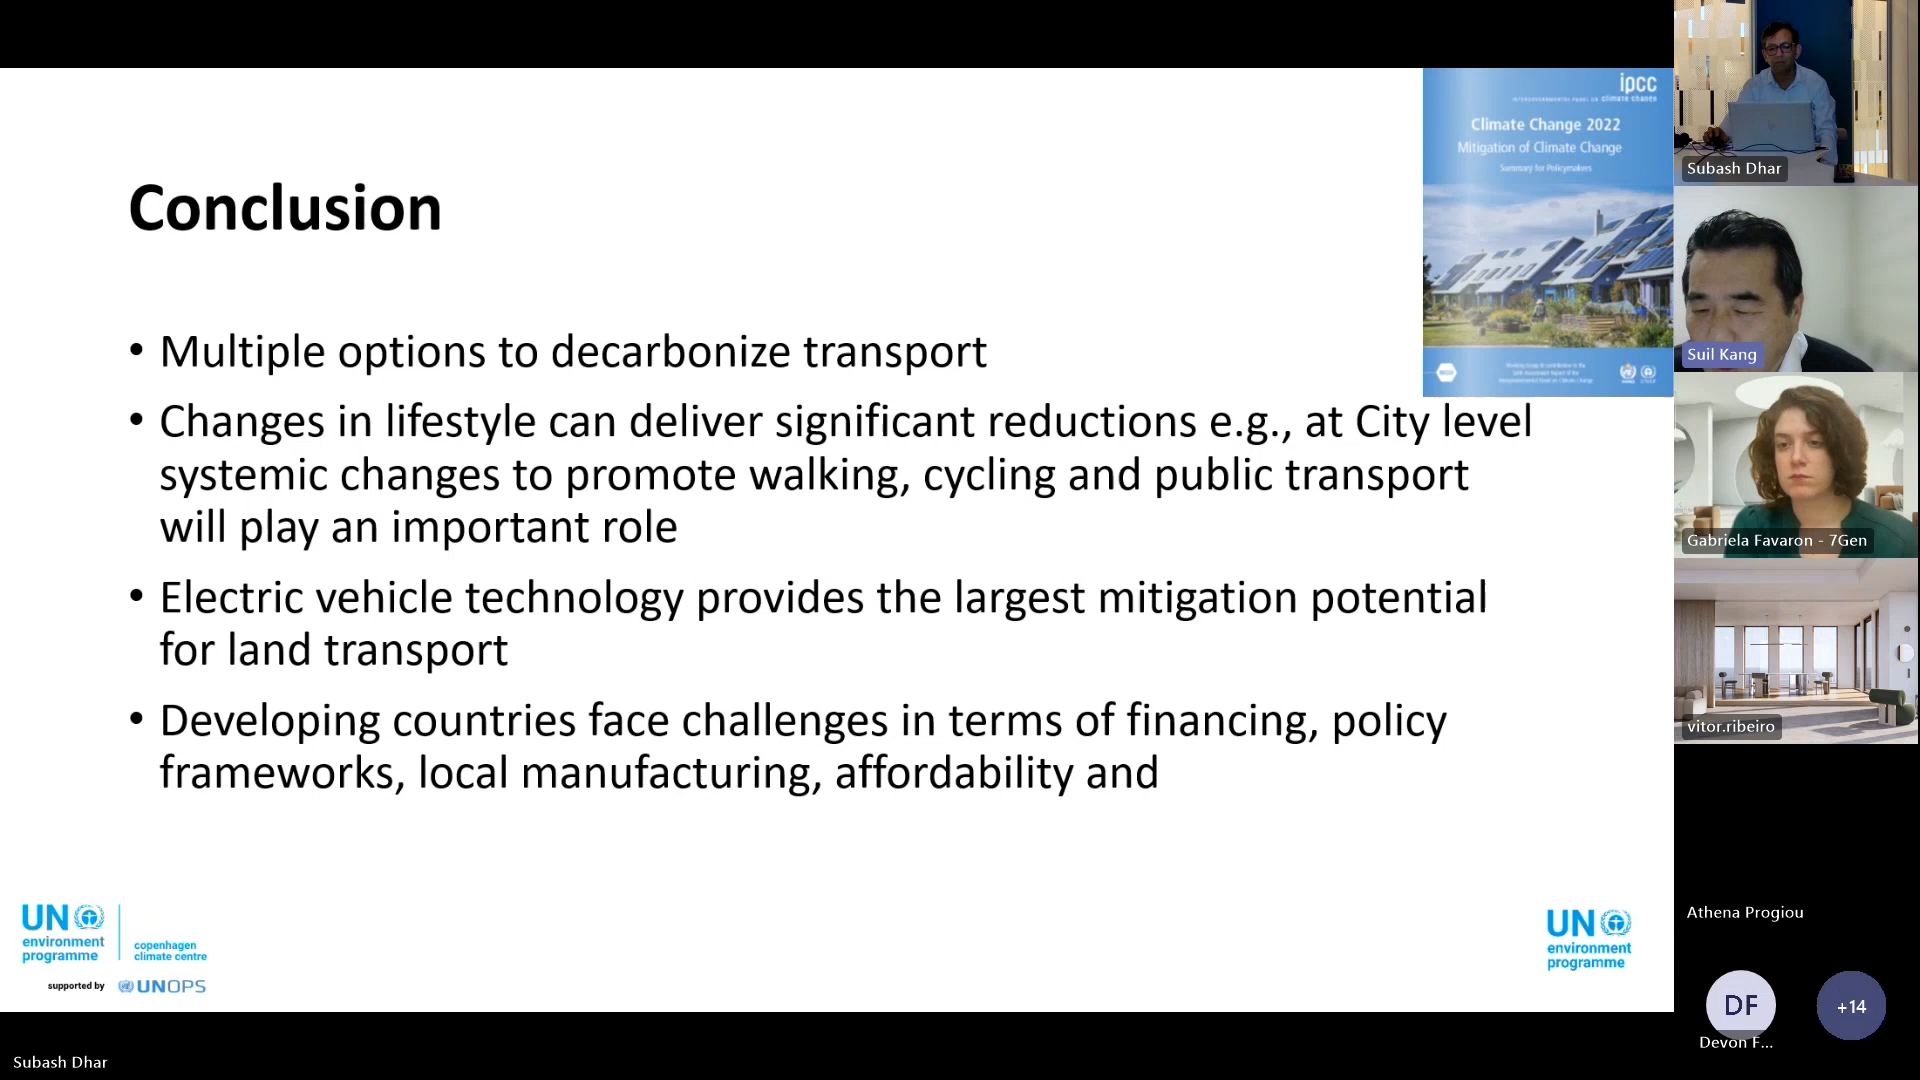 Conclusion
• Multiple options to decarbonize transport
• Changes in lifestyle can deliver significant reductions e.g., at City level
systemic changes to promote walking, cycling and public transport
will play an important role
• Electric vehicle technology provides the largest mitigation potential
for land transport
• Developing countries face challenges in terms of financing, policy
frameworks, local manufacturing, affordability and
ipcc
INTERGOVERNMENTAL PANEL ON climate change
Climate Change 2022
Mitigation of Climate Change
Summary for Policymakers
UN
environment
programme
copenhagen
climate centre
supported by
UNOPS
UN
environment
programme
Subash Dhar
Subash Dhar
Suil Kang
Gabriela Favaron - 7Gen
vitor.ribeiro
Athena Progiou
DF
Devon F...
+14